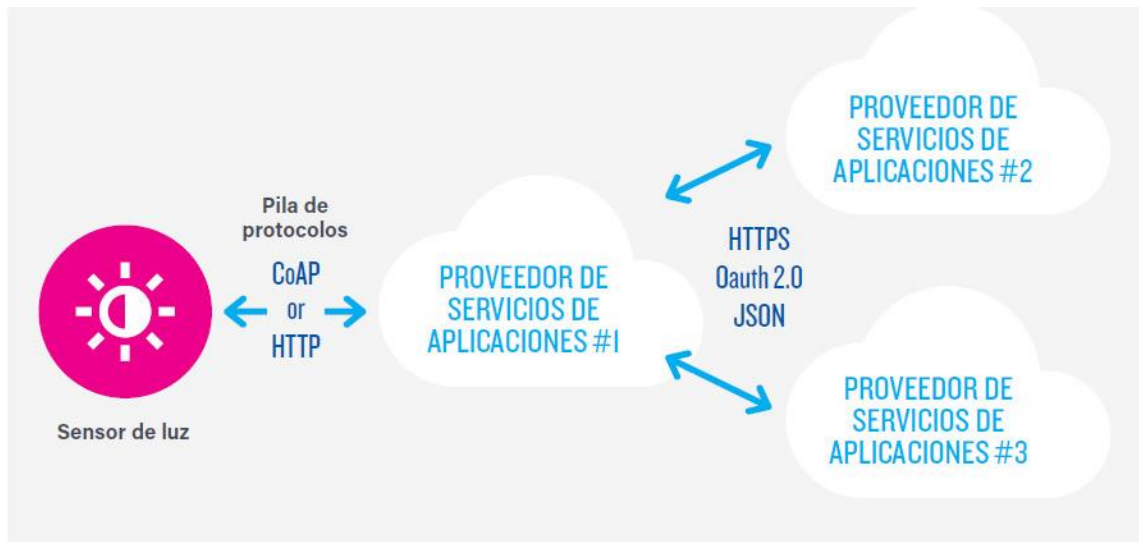 Pila de
protocolos
CoAP
or
HTTP
Sensor de luz
PROVEEDOR DE
SERVICIOS DE
APLICACIONES #1
HTTPS
Oauth 2.0
JSON
PROVEEDOR DE
SERVICIOS DE
APLICACIONES #2
PROVEEDOR DE
SERVICIOS DE
APLICACIONES #3